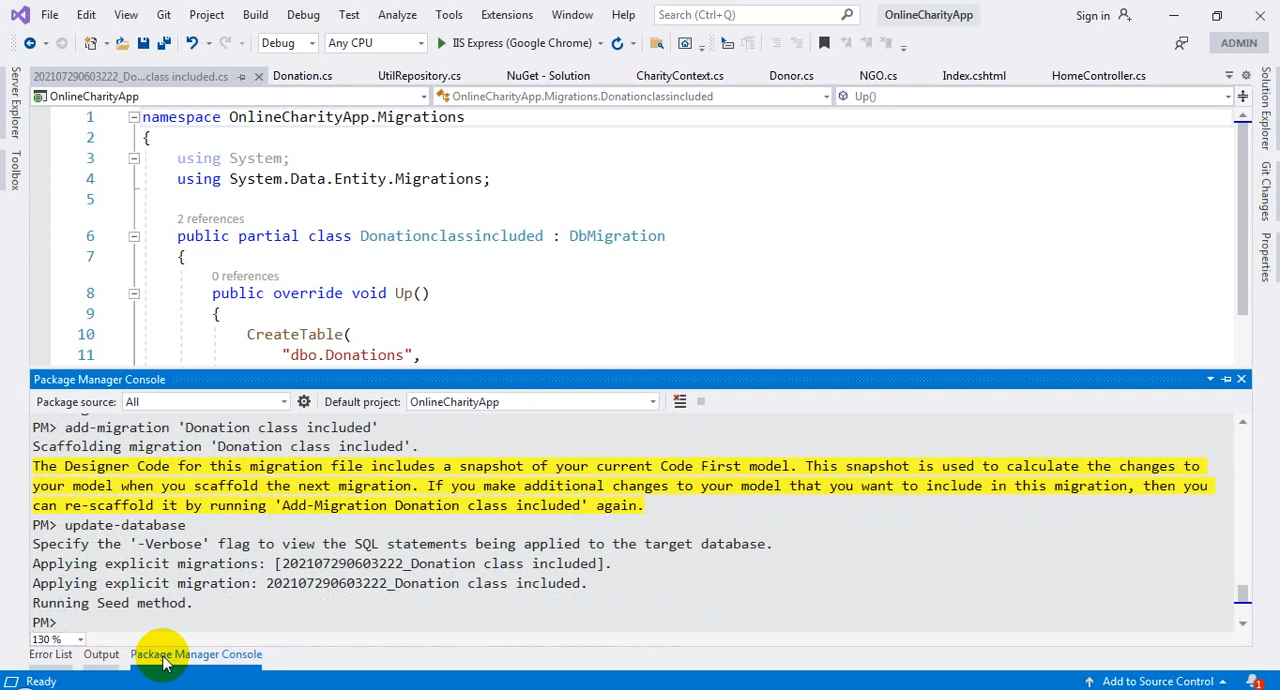 File Edit View Git Project Build Debug Test Analyze Tools Extensions Window Help Search (Ctrl+Q) OnlineCharityApp Sign in
Debug Any CPU IIS Express (Google Chrome) ADMIN
202107290603222_Do...class included.cs Donation.cs UtilRepository.cs NuGet - Solution CharityContext.cs Donor.cs NGO.cs Index.cshtml HomeController.cs
OnlineCharityApp OnlineCharityApp.Migrations.Donationclassincluded Up()
Server Explorer
Toolbox
Solution Explorer
Git Changes
Properties
1 namespace OnlineCharityApp.Migrations
2 {
3 using System;
4 using System.Data.Entity.Migrations;
5
2 references
6 public partial class Donationclassincluded : DbMigration
7 {
0 references
8 public override void Up()
9 {
10 CreateTable(
11 "dbo.Donations",
Package Manager Console
Package source: All Default project: OnlineCharityApp
PM> add-migration 'Donation class included'
Scaffolding migration 'Donation class included'.
The Designer Code for this migration file includes a snapshot of your current Code First model. This snapshot is used to calculate the changes to
your model when you scaffold the next migration. If you make additional changes to your model that you want to include in this migration, then you
can re-scaffold it by running 'Add-Migration Donation class included' again.
PM> update-database
Specify the '-Verbose' flag to view the SQL statements being applied to the target database.
Applying explicit migrations: [202107290603222_Donation class included].
Applying explicit migration: 202107290603222_Donation class included.
Running Seed method.
PM>
130 %
Error List Output Package Manager Console
Ready Add to Source Control 1